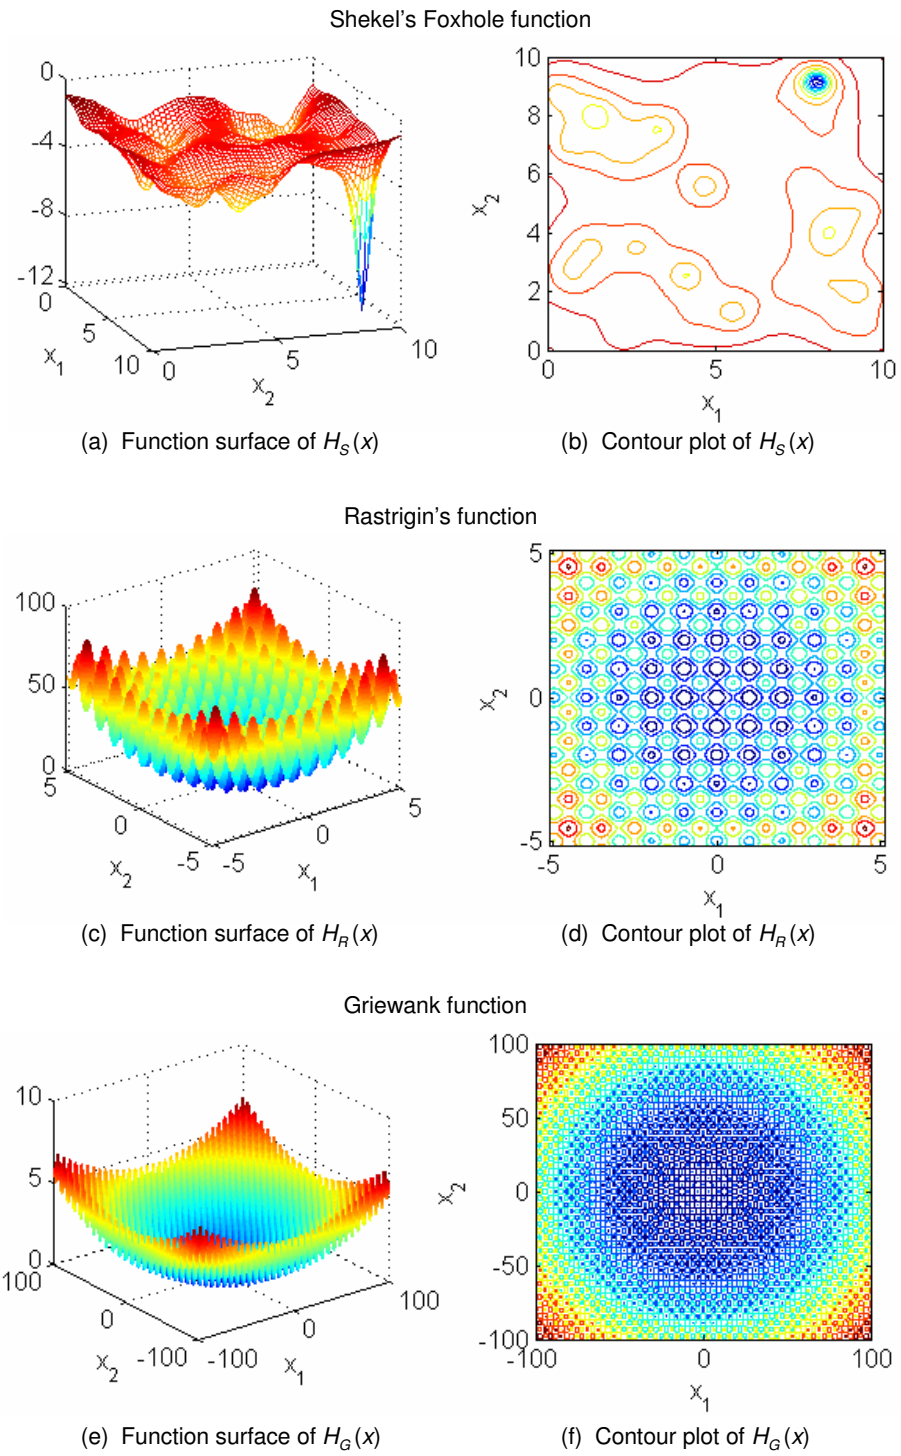 Shekel's Foxhole function
0
-4
-8
-12
0
5
10
0
5
10
x1
x2
10
8
6
4
2
0
0
5
10
x2
x1
(a) Function surface of HS(x)
(b) Contour plot of HS(x)
Rastrigin's function
100
50
0
5
0
-5
-5
0
5
x2
x1
5
0
-5
-5
0
5
x2
x1
(c) Function surface of HR(x)
(d) Contour plot of HR(x)
Griewank function
10
5
0
100
0
-100
-100
0
100
x2
x1
100
50
0
-50
-100
-100
0
100
x2
x1
(e) Function surface of HG(x)
(f) Contour plot of HG(x)